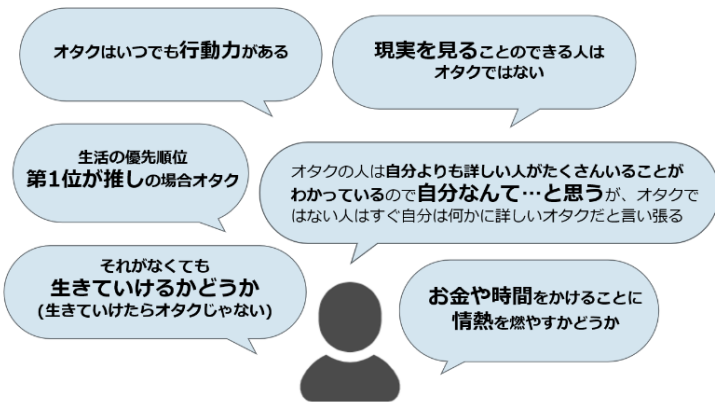 オタクはいつでも行動力がある
現実を見ることのできる人は
オタクではない
生活の優先順位
第1位が推しの場合オタク
オタクの人は自分よりも詳しい人がたくさんいることが
わかっているので自分なんて…と思うが、オタクで
はない人はすぐ自分は何かに詳しいオタクだと言い張る
それがなくても
生きていけるかどうか
(生きていけたらオタクじゃない)
お金や時間をかけることに
情熱を燃やすかどうか